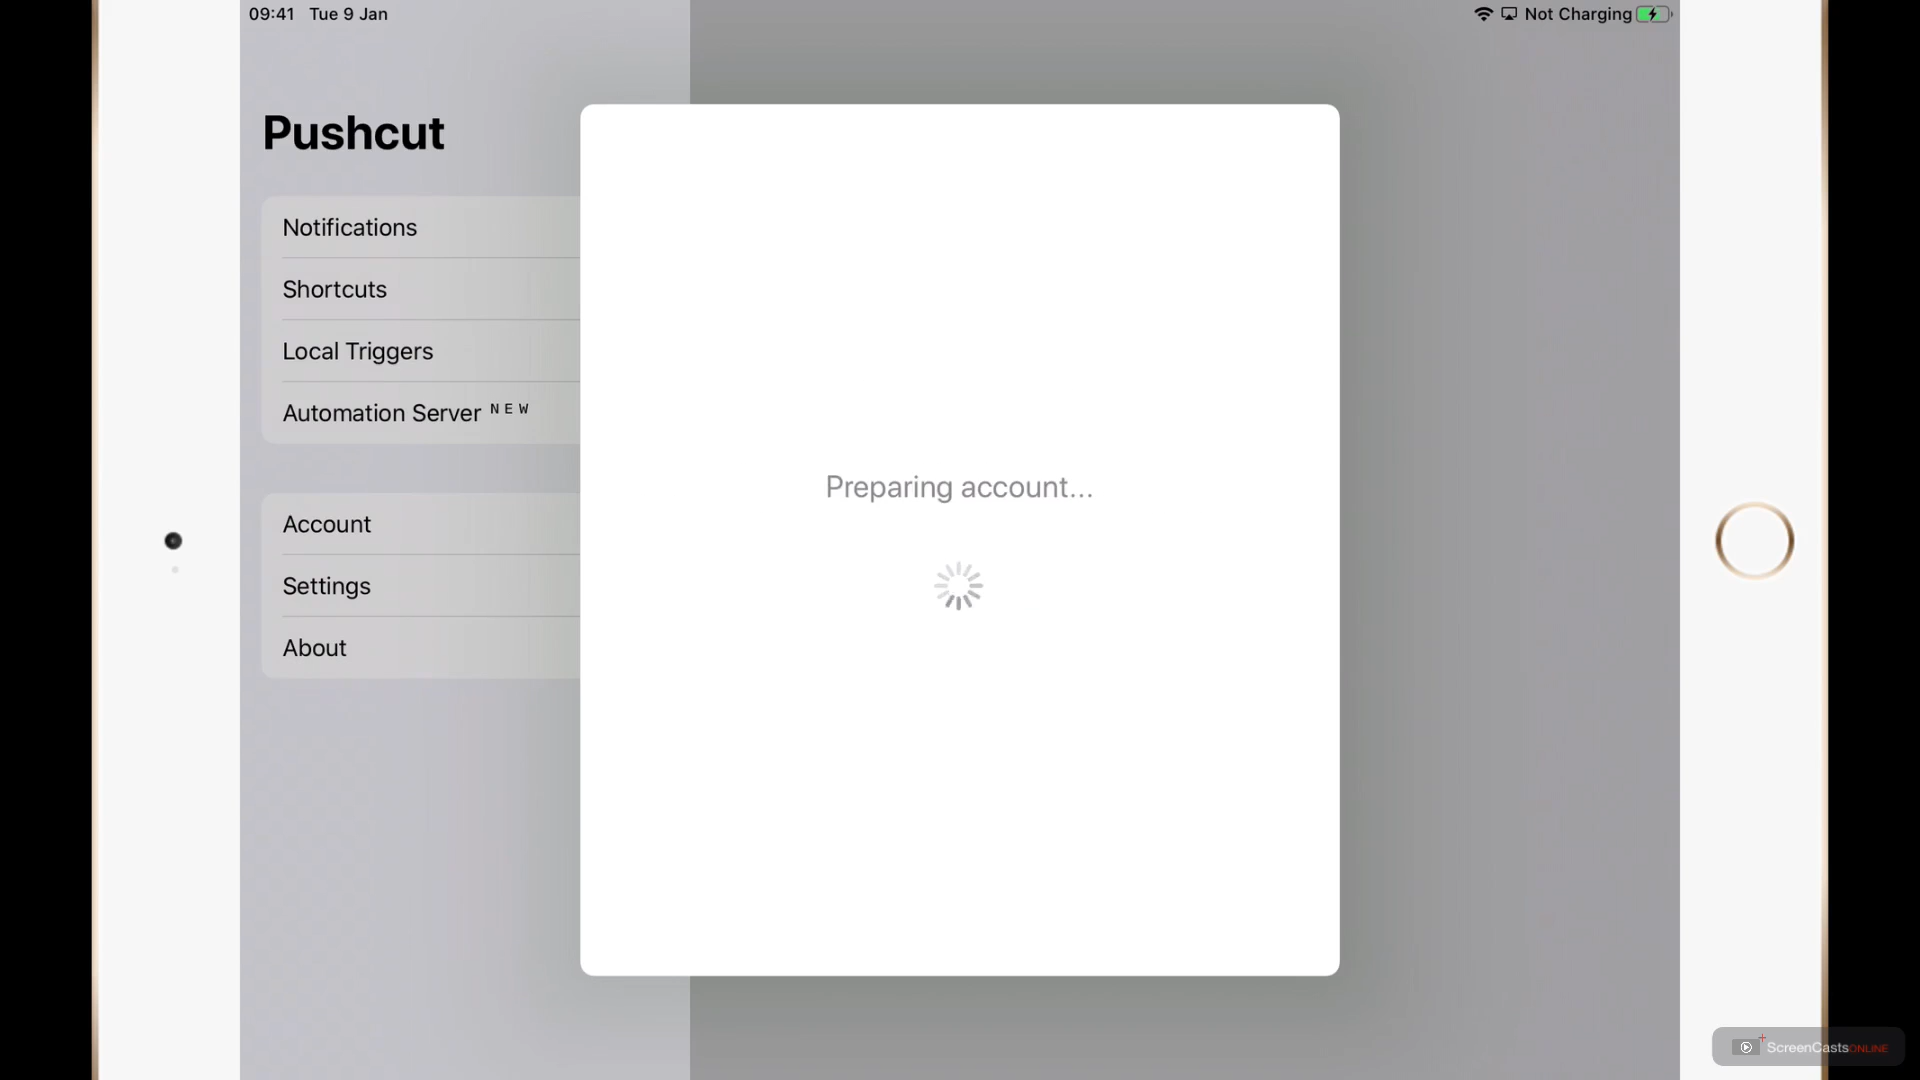 09:41 Tue 9 Jan
Not Charging
Pushcut
Notifications
Shortcuts
Local Triggers
Automation Server NEW
Account
Settings
About
Preparing account...
ScreenCastsONLINE